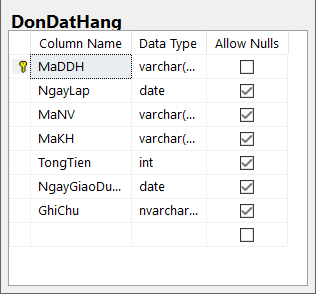 DonDatHang
Column Name Data Type Allow Nulls
MaDDH varchar(...
NgayLap date
MaNV varchar(...
MaKH varchar(...
TongTien int
NgayGiaoDu... date
GhiChu nvarchar...